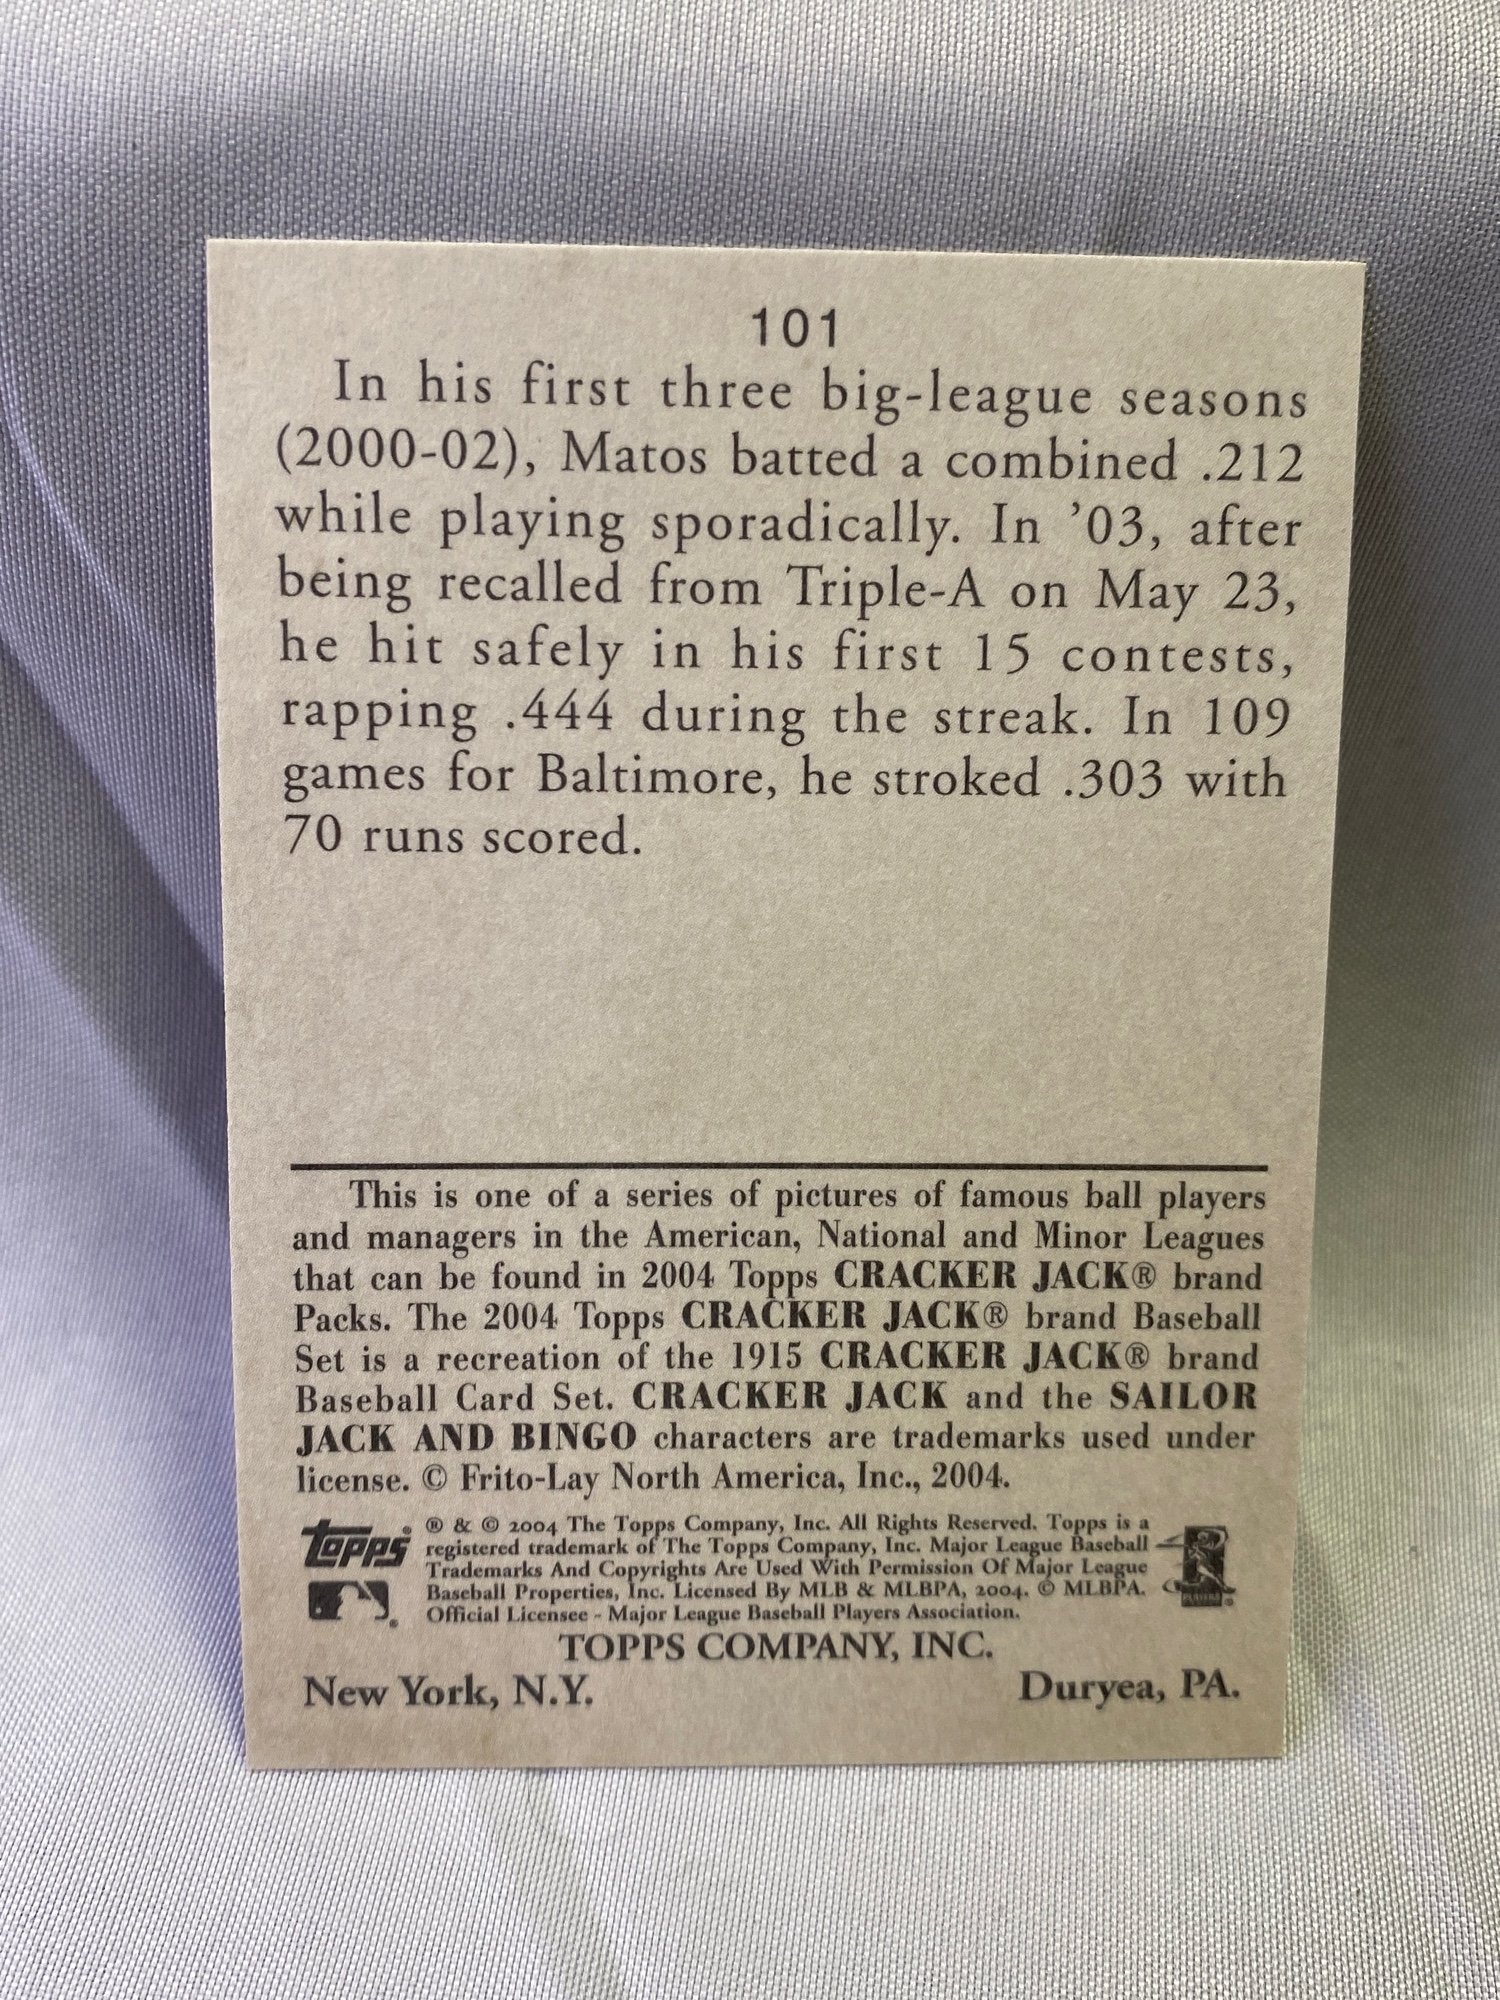 101
In his first three big-league seasons
(2000-02), Matos batted a combined .212
while playing sporadically. In ’03, after
being recalled from Triple-A on May 23,
he hit safely in his first 15 contests,
rapping .444 during the streak. In 109
games for Baltimore, he stroked .303 with
70 runs scored.
This is one of a series of pictures of famous ball players
and managers in the American, National and Minor Leagues
that can be found in 2004 Topps CRACKER JACK® brand
Packs. The 2004 Topps CRACKER JACK® brand Baseball
Set is a recreation of the 1915 CRACKER JACK® brand
Baseball Card Set. CRACKER JACK and the SAILOR
JACK AND BINGO characters are trademarks used under
license. © Frito-Lay North America, Inc., 2004.
topps®
® & © 2004 The Topps Company, Inc. All Rights Reserved. Topps is a
registered trademark of The Topps Company, Inc. Major League Baseball
Trademarks And Copyrights Are Used With Permission Of Major League
Baseball Properties, Inc. Licensed By MLB & MLBPA, 2004. © MLBPA.
Official Licensee - Major League Baseball Players Association.
TOPPS COMPANY, INC.
New York, N.Y. Duryea, PA.